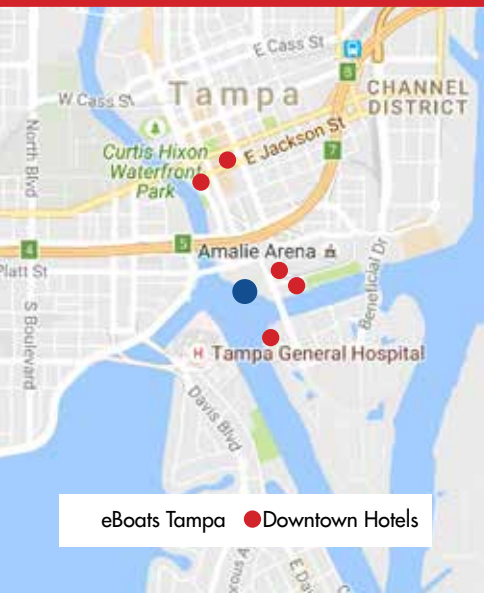 E Cass St
8
W Cass St
Tampa
CHANNEL
DISTRICT
North Blvd
Curtis Hixon
Waterfront
Park
E Jackson St
7
4
5
Amalie Arena
Platt St
Beneficial Dr
S Boulevard
H
Tampa General Hospital
Davis Blvd
eBoats Tampa
Downtown Hotels